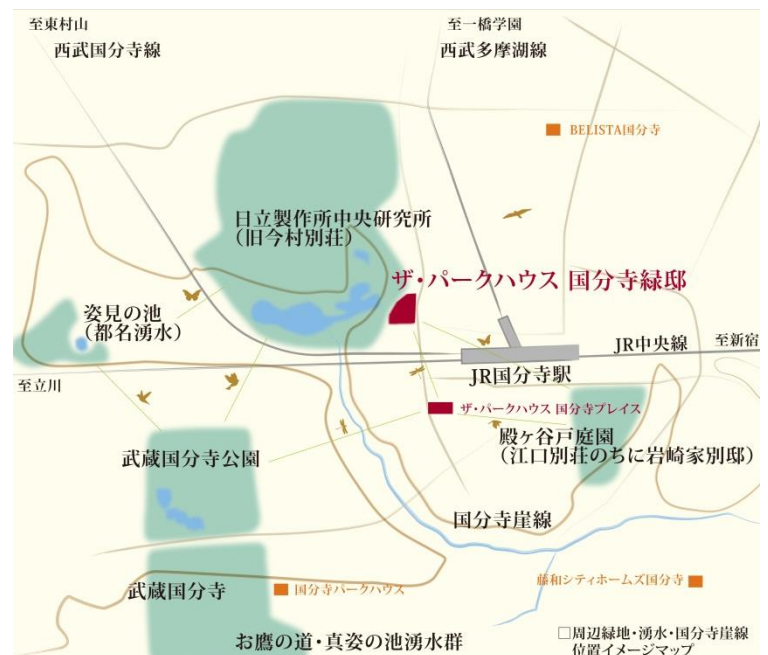 至東村山
至一橋学園
西武国分寺線
西武多摩湖線
BELISTA国分寺
日立製作所中央研究所
（旧今村別荘）
ザ・パークハウス 国分寺緑邸
姿見の池
（都名湧水）
JR中央線
至新宿
至立川
JR国分寺駅
ザ・パークハウス 国分寺プレイス
殿ヶ谷戸庭園
（江口別荘のちに岩崎家別邸）
武蔵国分寺公園
国分寺崖線
武蔵国分寺
国分寺パークハウス
藤和シティホームズ国分寺
お鷹の道・真姿の池湧水群
□周辺緑地・湧水・国分寺崖線
位置イメージマップ